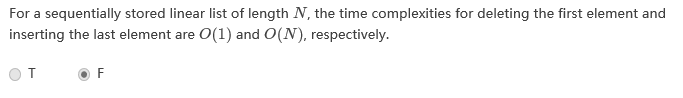 For a sequentially stored linear list of length N, the time complexities for deleting the first element and
inserting the last element are O(1) and O(N), respectively.
T F